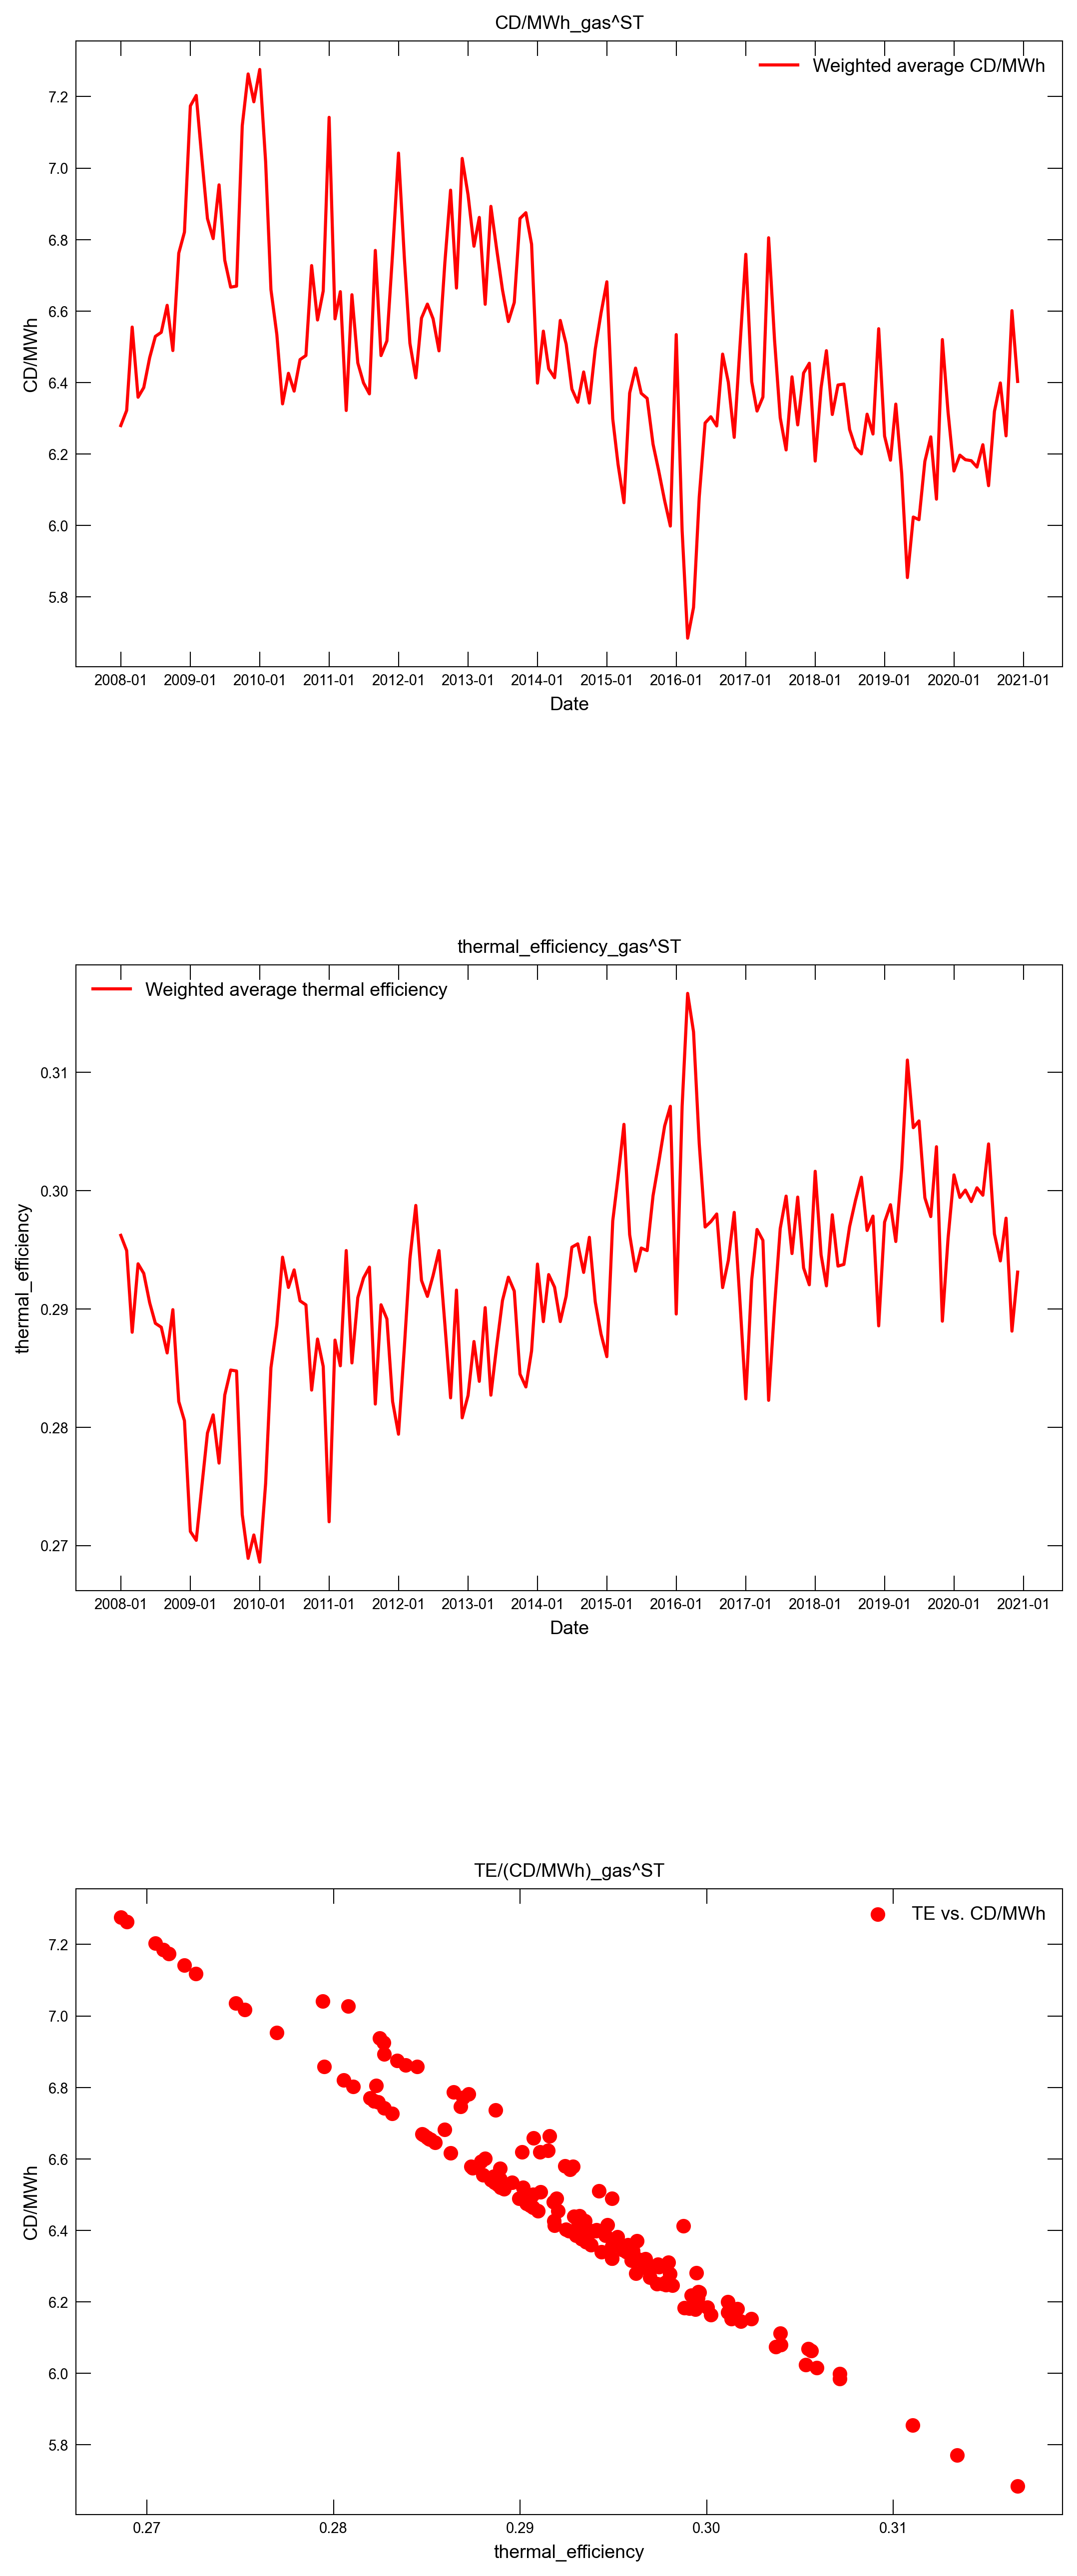 CD/MWh_gas^ST
Weighted average CD/MWh
7.2
7.0
6.8
6.6
6.4
6.2
6.0
5.8
CD/MWh
2008-01 2009-01 2010-01 2011-01 2012-01 2013-01 2014-01 2015-01 2016-01 2017-01 2018-01 2019-01 2020-01 2021-01
Date
thermal_efficiency_gas^ST
Weighted average thermal efficiency
0.31
0.30
0.29
0.28
0.27
thermal_efficiency
2008-01 2009-01 2010-01 2011-01 2012-01 2013-01 2014-01 2015-01 2016-01 2017-01 2018-01 2019-01 2020-01 2021-01
Date
TE/(CD/MWh)_gas^ST
TE vs. CD/MWh
7.2
7.0
6.8
6.6
6.4
6.2
6.0
5.8
CD/MWh
0.27 0.28 0.29 0.30 0.31
thermal_efficiency